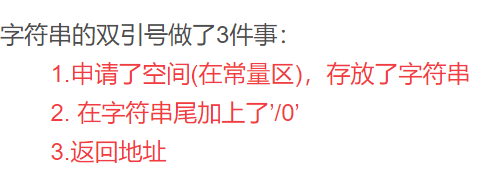 字符串的双引号做了3件事：
1.申请了空间(在常量区)，存放了字符串
2. 在字符串尾加上了’/0’
3.返回地址